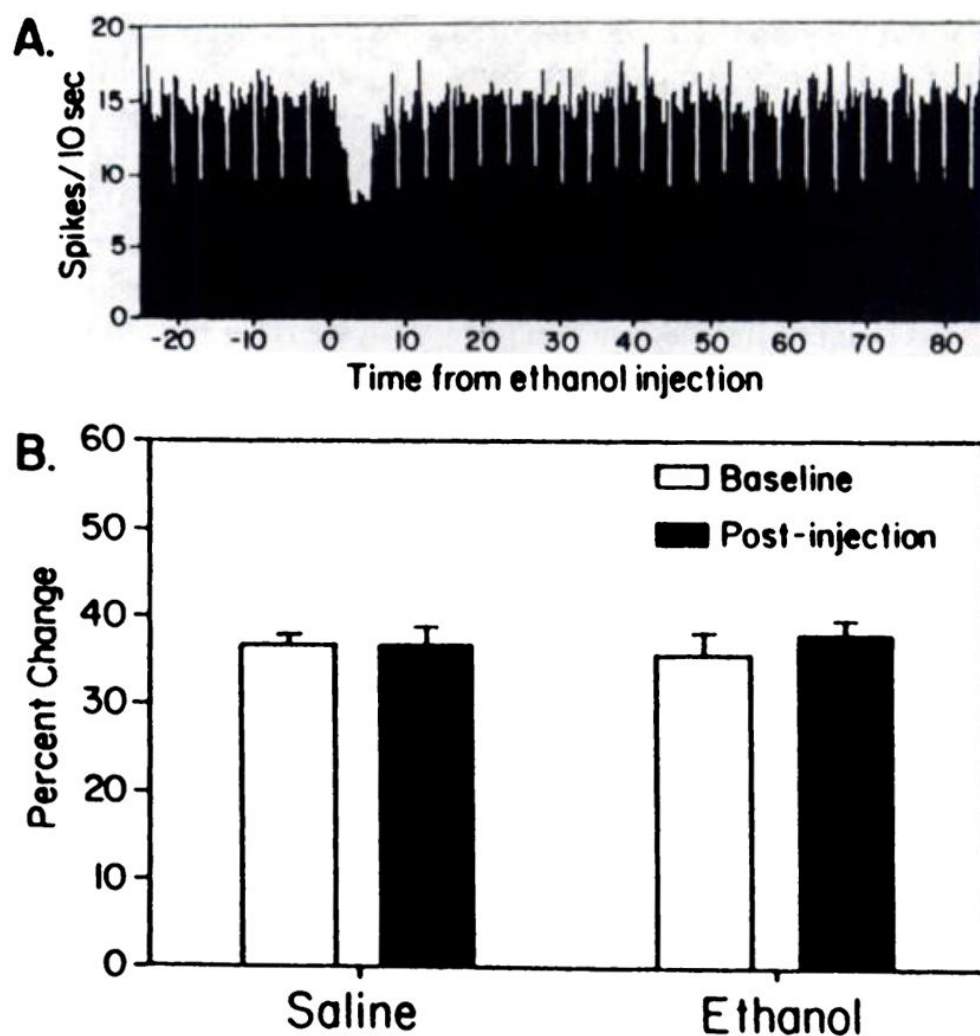 A.
Spikes/10 sec
20
15
10
5
0
-20 -10 0 10 20 30 40 50 60 70 80
Time from ethanol injection
B.
Percent Change
60
50
40
30
20
10
0
Baseline
Post-injection
Saline Ethanol